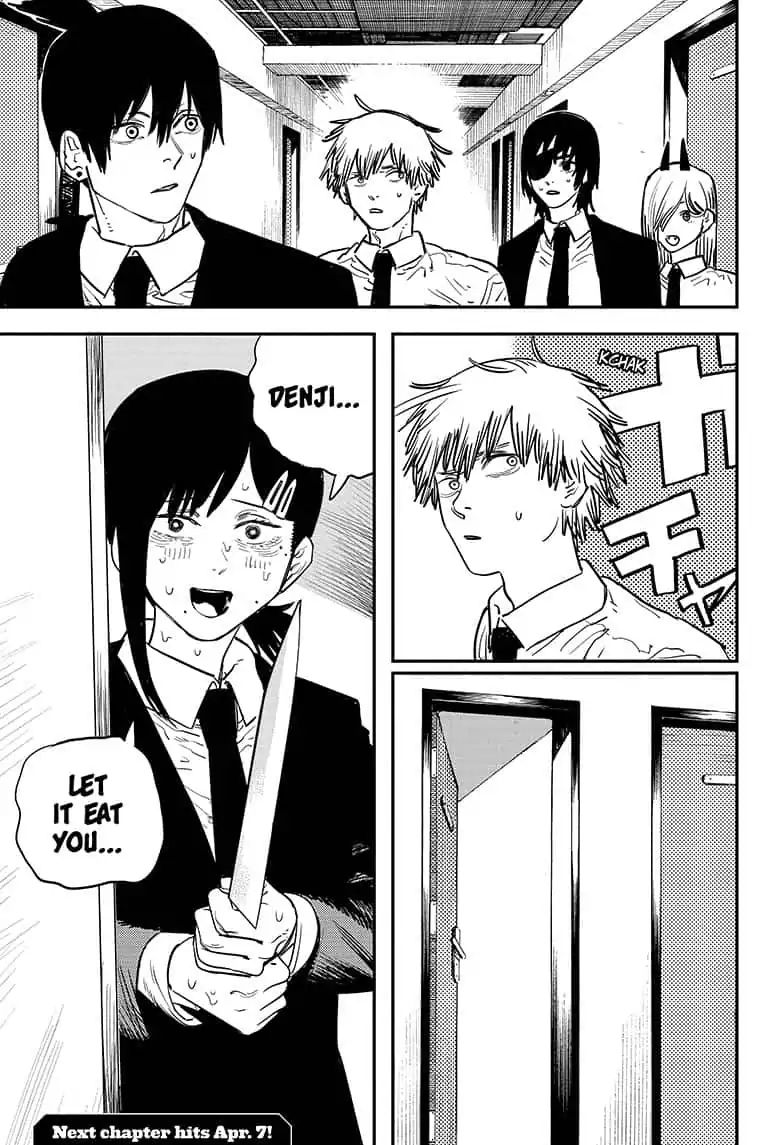 KCHAK
ガチャ
DENJI...
LET
IT EAT
YOU...
Next chapter hits Apr. 7!